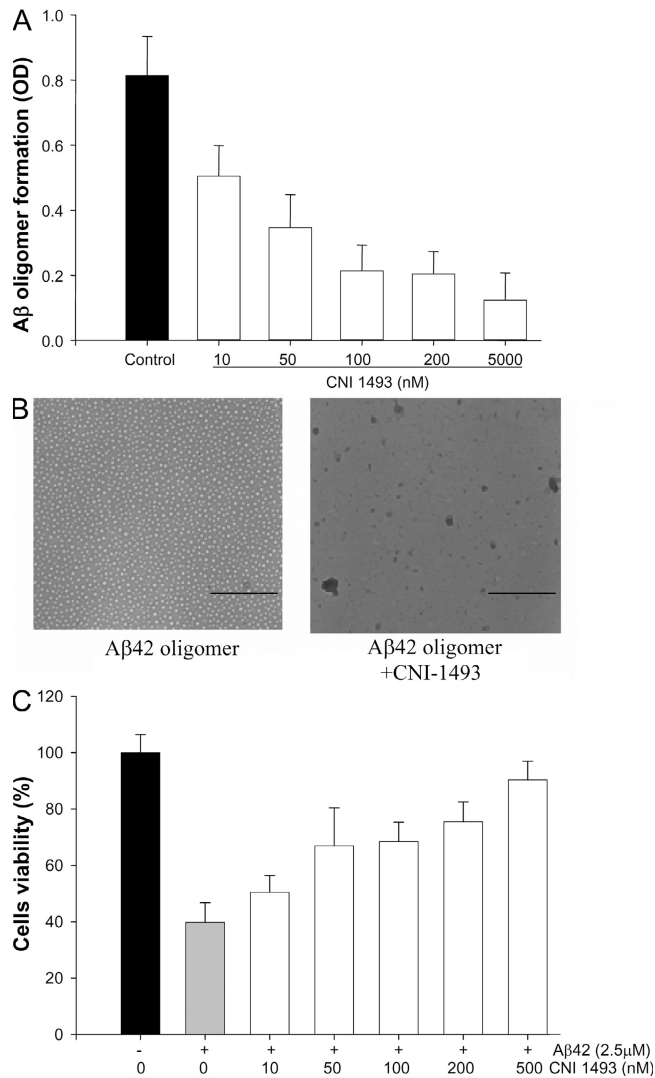 A
Aβ oligomer formation (OD)
1.0
0.8
0.6
0.4
0.2
0.0
Control 10 50 100 200 5000
CNI 1493 (nM)
B
Aβ42 oligomer
Aβ42 oligomer
+CNI-1493
C
Cells viability (%)
120
100
80
60
40
20
0
- + + + + + + Aβ42 (2.5μM)
0 0 10 50 100 200 500 CNI 1493 (nM)